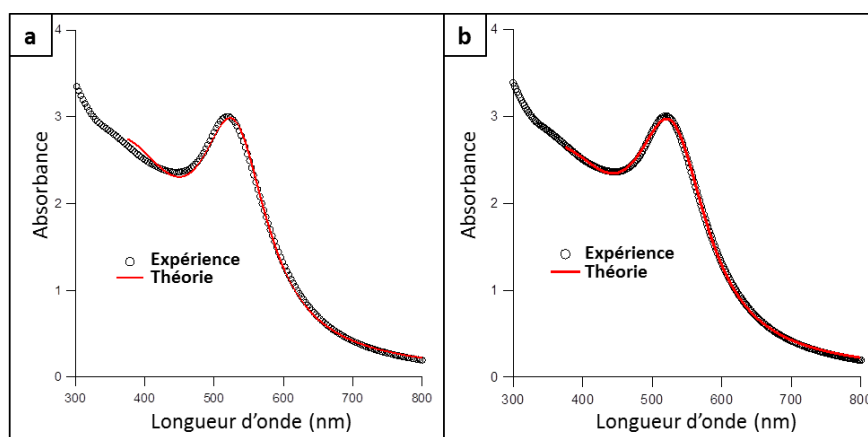 a
4
3
2
1
0
Absorbance
Expérience
Théorie
300 400 500 600 700 800
Longueur d'onde (nm)
b
4
3
2
1
0
Absorbance
Expérience
Théorie
300 400 500 600 700 800
Longueur d'onde (nm)